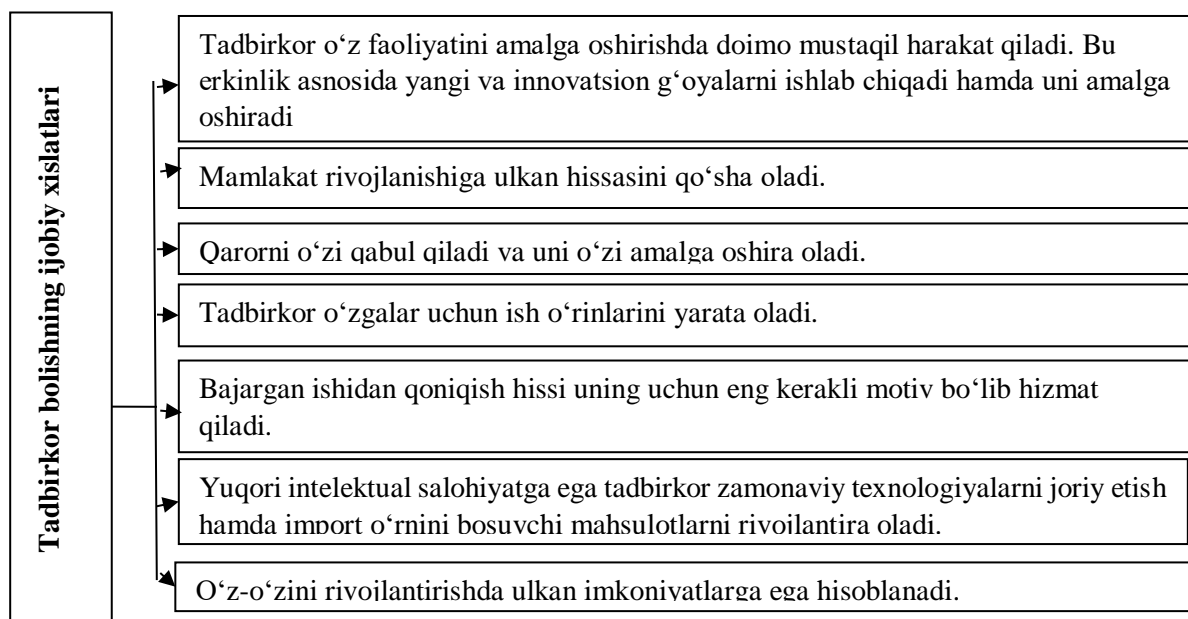 Tadbirkor bolishning ijobiy xislatlari
Tadbirkor o‘z faoliyatini amalga oshirishda doimo mustaqil harakat qiladi. Bu
erkinlik asnosida yangi va innovatsion g‘oyalarni ishlab chiqadi hamda uni amalga
oshiradi
Mamlakat rivojlanishiga ulkan hissasini qo‘sha oladi.
Qarorni o‘zi qabul qiladi va uni o‘zi amalga oshira oladi.
Tadbirkor o‘zgalar uchun ish o‘rinlarini yarata oladi.
Bajargan ishidan qoniqish hissi uning uchun eng kerakli motiv bo‘lib hizmat
qiladi.
Yuqori intelektual salohiyatga ega tadbirkor zamonaviy texnologiyalarni joriy etish
hamda import o‘rnini bosuvchi mahsulotlarni rivojlantira oladi.
O‘z-o‘zini rivojlantirishda ulkan imkoniyatlarga ega hisoblanadi.